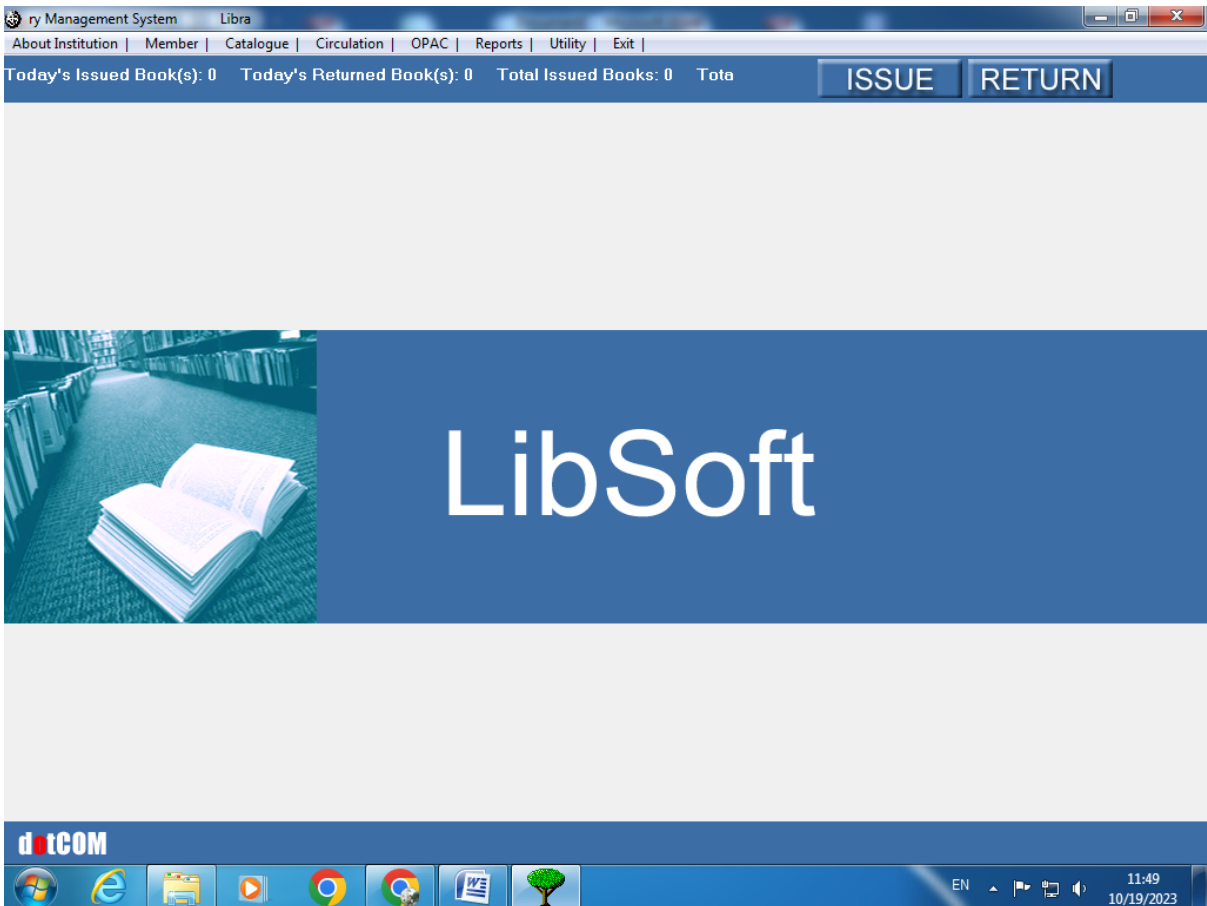 ry Management System Libra
About Institution | Member | Catalogue | Circulation | OPAC | Reports | Utility | Exit |
Today's Issued Book(s): 0 Today's Returned Book(s): 0 Total Issued Books: 0 Tota ISSUE RETURN
LibSoft
dotCOM
EN 11:49
10/19/2023